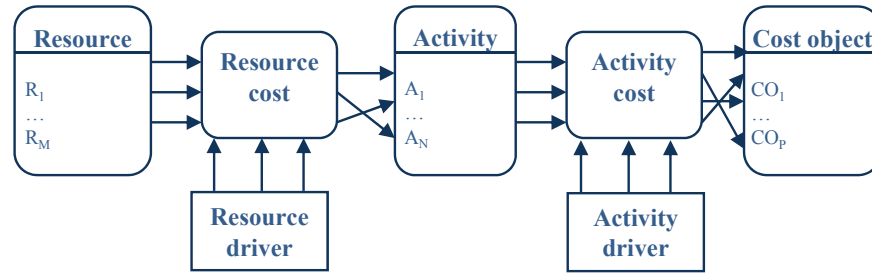 Resource
R1
…
RM
Resource
cost
Resource
driver
Activity
A1
…
AN
Activity
cost
Activity
driver
Cost object
CO1
…
COP